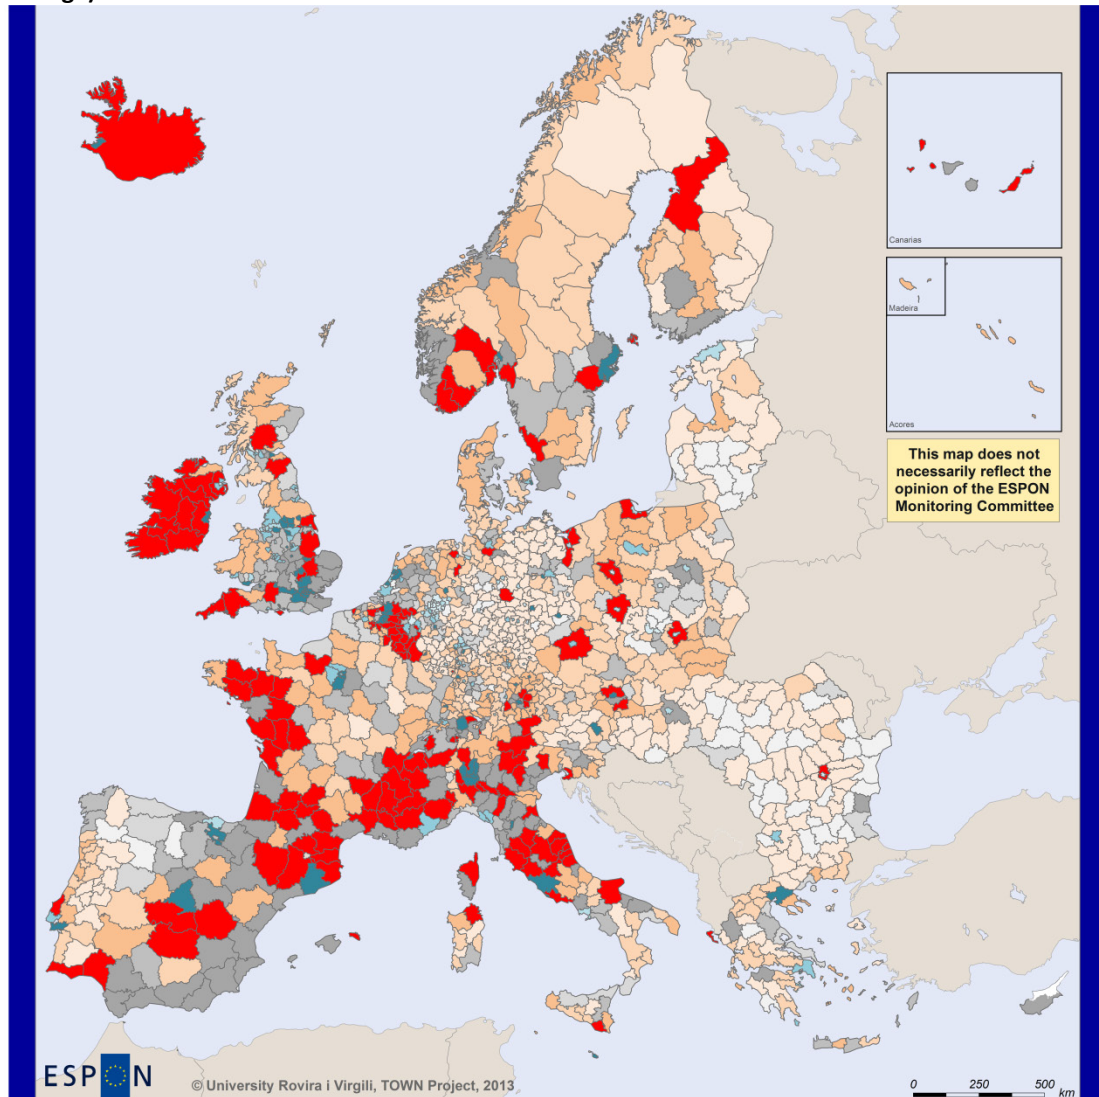 Canarias
Madeira
Acores
This map does not
necessarily reflect the
opinion of the ESPON
Monitoring Committee
ESPON
© University Rovira i Virgili, TOWN Project, 2013
0 250 500
km